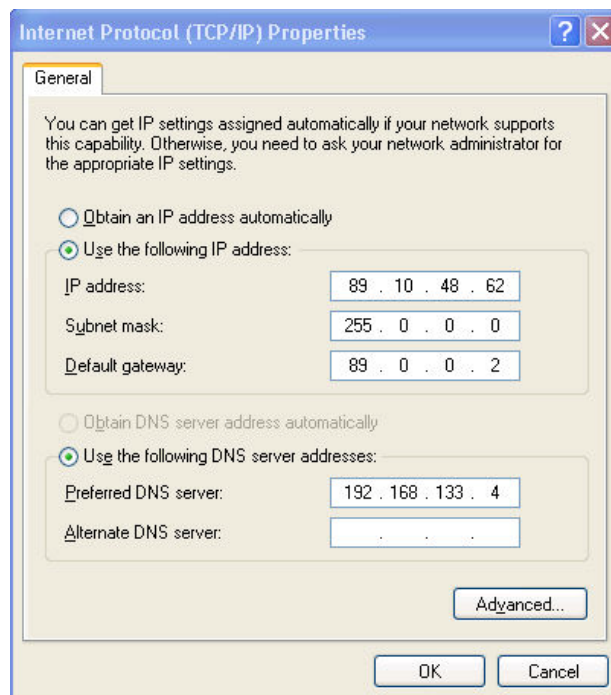 Internet Protocol (TCP/IP) Properties
General
You can get IP settings assigned automatically if your network supports
this capability. Otherwise, you need to ask your network administrator for
the appropriate IP settings.
Obtain an IP address automatically
Use the following IP address:
IP address: 89 . 10 . 48 . 62
Subnet mask: 255 . 0 . 0 . 0
Default gateway: 89 . 0 . 0 . 2
Obtain DNS server address automatically
Use the following DNS server addresses:
Preferred DNS server: 192 . 168 . 133 . 4
Alternate DNS server: . . .
Advanced...
OK Cancel